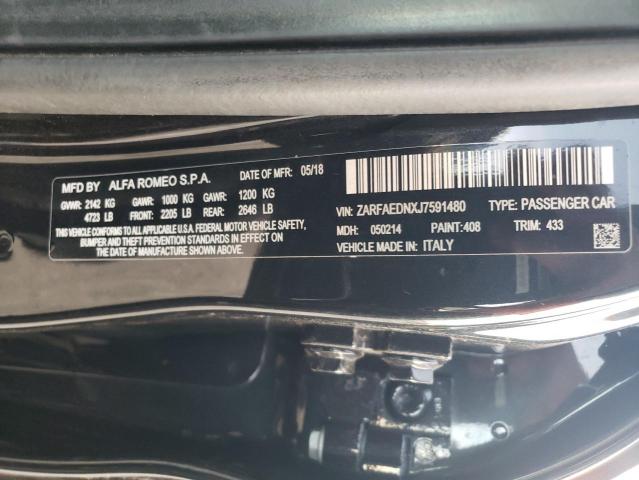 MFD BY ALFA ROMEO S.P.A. DATE OF MFR: 05/18
GVWR: 2142 KG GAWR: 1000 KG GAWR: 1200 KG
4723 LB FRONT: 2205 LB REAR: 2646 LB
THIS VEHICLE CONFORMS TO ALL APPLICABLE U.S.A. FEDERAL MOTOR VEHICLE SAFETY,
BUMPER AND THEFT PREVENTION STANDARDS IN EFFECT ON
THE DATE OF MANUFACTURE SHOWN ABOVE.
VIN: ZARFAEDNXJ7591480 TYPE: PASSENGER CAR
MDH: 050214 PAINT:408 TRIM: 433
VEHICLE MADE IN: ITALY